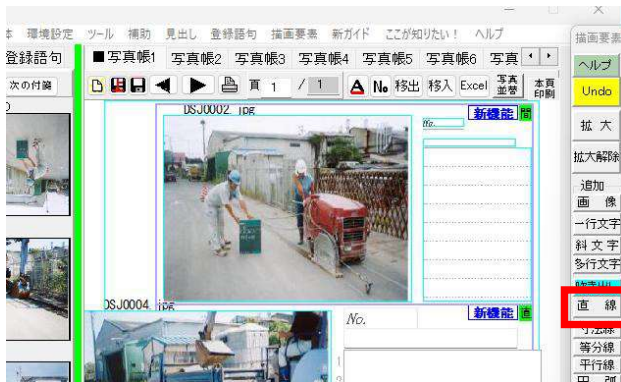 環境設定 ツール 補助 見出し 登録語句 描画要素 新ガイド ここが知りたい! ヘルプ
登録語句 ■写真帳1 写真帳2 写真帳3 写真帳4 写真帳5 写真帳6 写真
次の付箋
頁 1 / 1 A No 移出 移入 Excel 写真並替 本頁印刷
DSJ0002.jpg
新機能 間
No.
DSJ0004.jpg
新機能 直
No.
描画要素
ヘルプ
Undo
拡 大
拡大解除
追加
画 像
一行文字
斜文字
多行文字
直 線
寸法線
等分線
平行線
円 弧